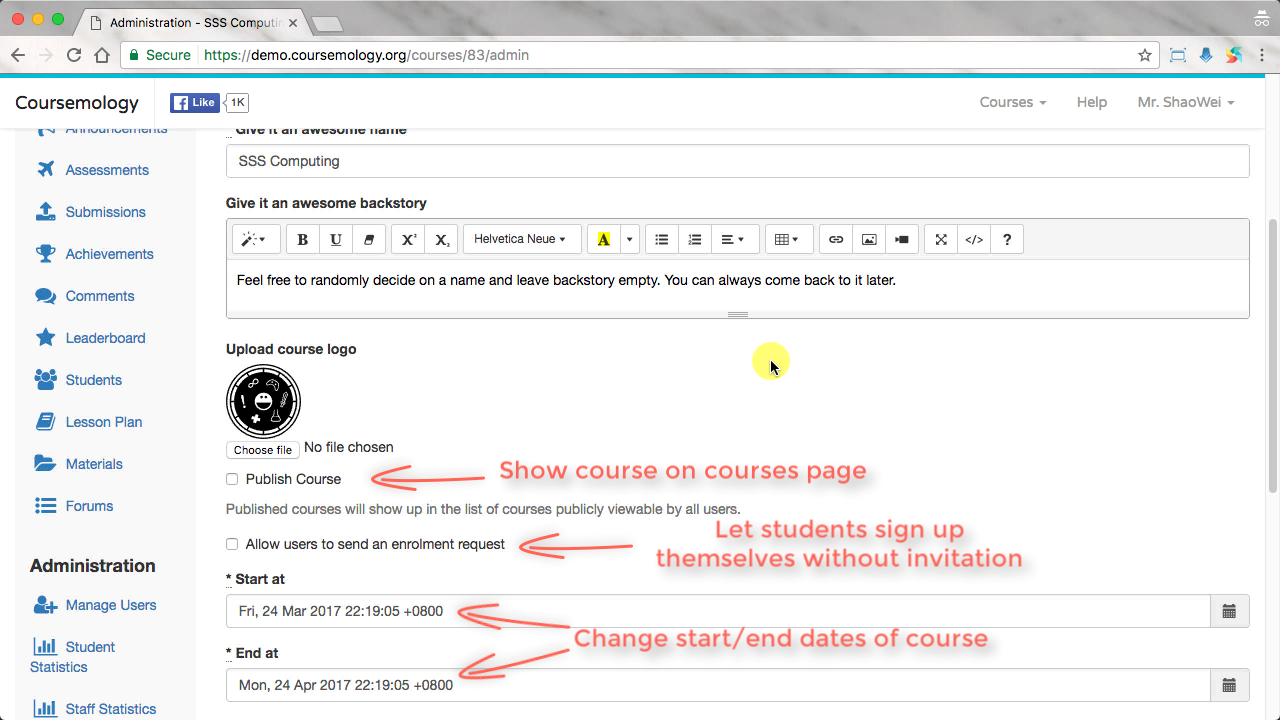 Administration - SSS Computin
Secure https://demo.coursemology.org/courses/83/admin
Coursemology
Like
1K
Courses
Help
Mr. ShaoWei
Announcements
Assessments
Submissions
Achievements
Comments
Leaderboard
Students
Lesson Plan
Materials
Forums
Administration
Manage Users
Student
Statistics
Staff Statistics
Give it an awesome name
SSS Computing
Give it an awesome backstory
B U X² X₂ Helvetica Neue A </> ?
Feel free to randomly decide on a name and leave backstory empty. You can always come back to it later.
Upload course logo
Choose file No file chosen
Publish Course
Show course on courses page
Published courses will show up in the list of courses publicly viewable by all users.
Allow users to send an enrolment request
Let students sign up
themselves without invitation
* Start at
Fri, 24 Mar 2017 22:19:05 +0800
Change start/end dates of course
* End at
Mon, 24 Apr 2017 22:19:05 +0800